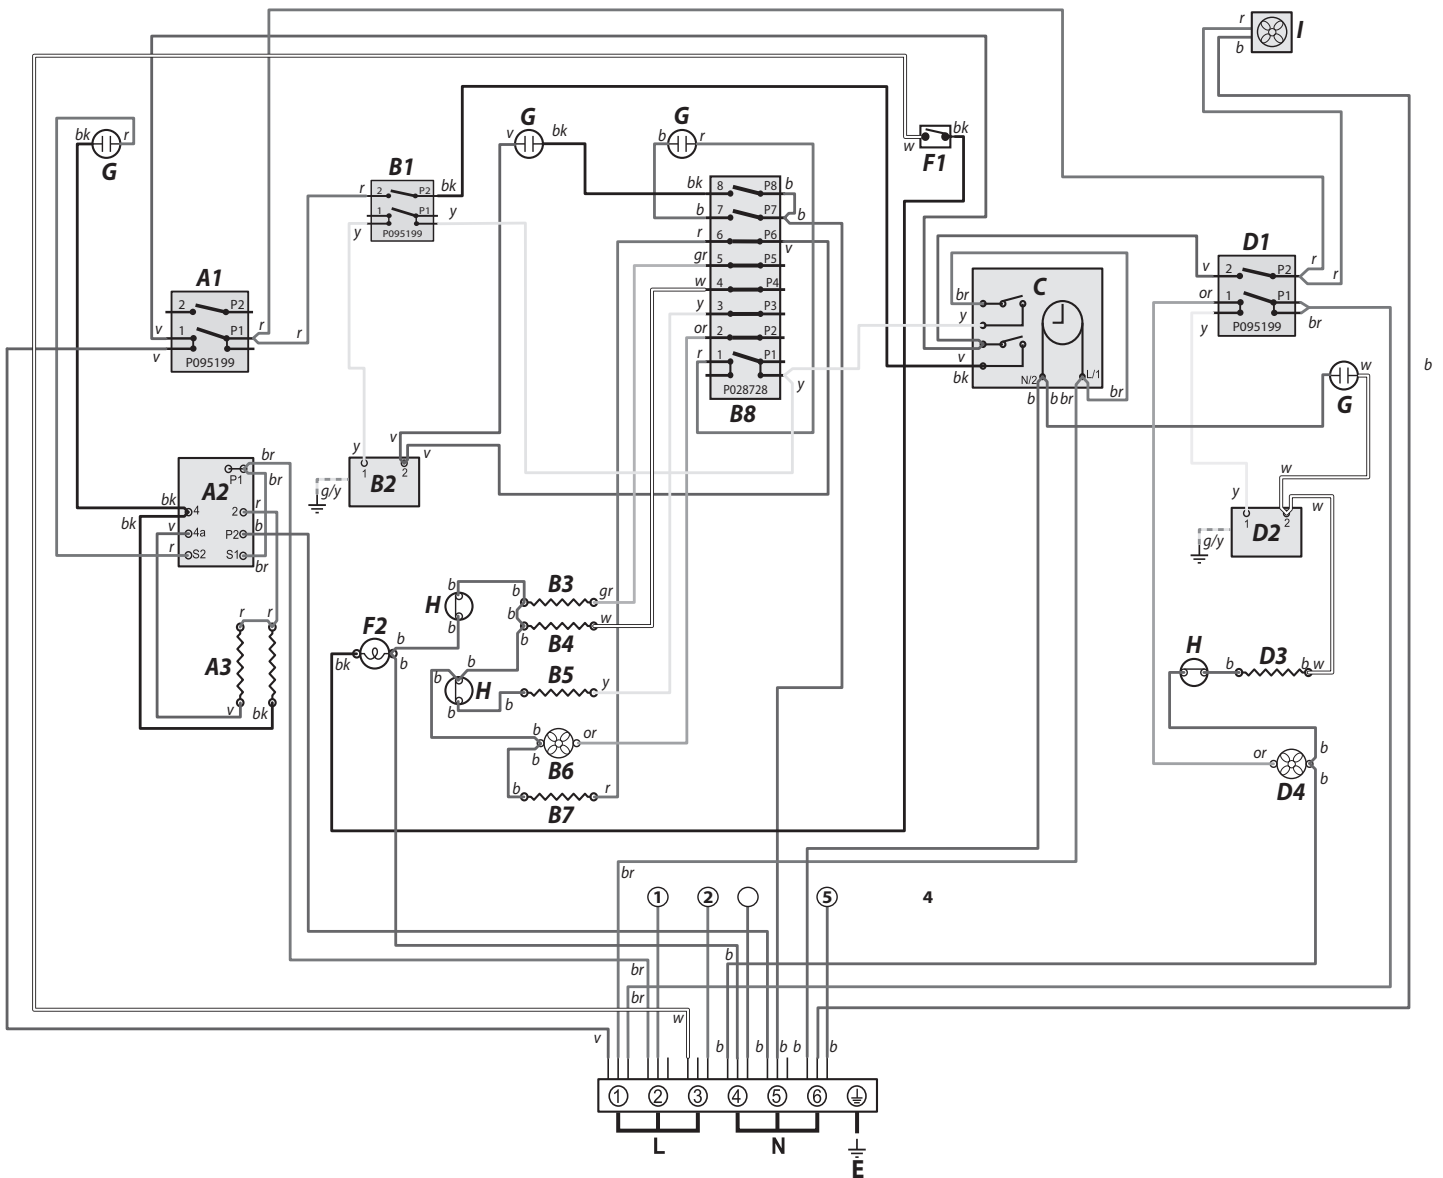 r
I
b
bk r
G
v G bk
b G r
bk
w F1
B1
r 2 P2 bk
1 P1 y
y P095199
bk 8 P8 b
b 7 P7 b
r 6 P6 v
gr 5 P5
w 4 P4
y 3 P3
or 2 P2
r 1 P1
y
P028728
B8
A1
2 P2
v 1 P1 r
r
v P095199
C
br
y
v
bk N/2 L/1
b b br br
D1
v 2 P2 r
r
or 1 P1
y P095199 br
w
G
b
v
y v
1 2
g/y B2
br
P1 br
A2
bk 4 2 r
bk
v 4a P2 b
r S2 S1
br
w
y w
1 2
g/y D2
r r
A3
v bk
b B3 gr
H b
b B4 w
b b
F2 b
bk b
b b B5 y
H
b b
b or
b B6
b r
B7
H
b D3 b w
or b
D4 b
br
1 2 5 4
b
br
br
w
v b b b b b
1 2 3 4 5 6
L N
E